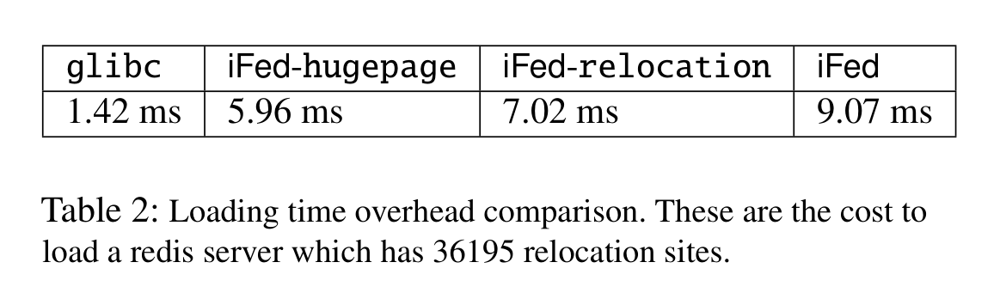 glibc iFed-hugepage iFed-relocation iFed
1.42 ms 5.96 ms 7.02 ms 9.07 ms
Table 2: Loading time overhead comparison. These are the cost to
load a redis server which has 36195 relocation sites.